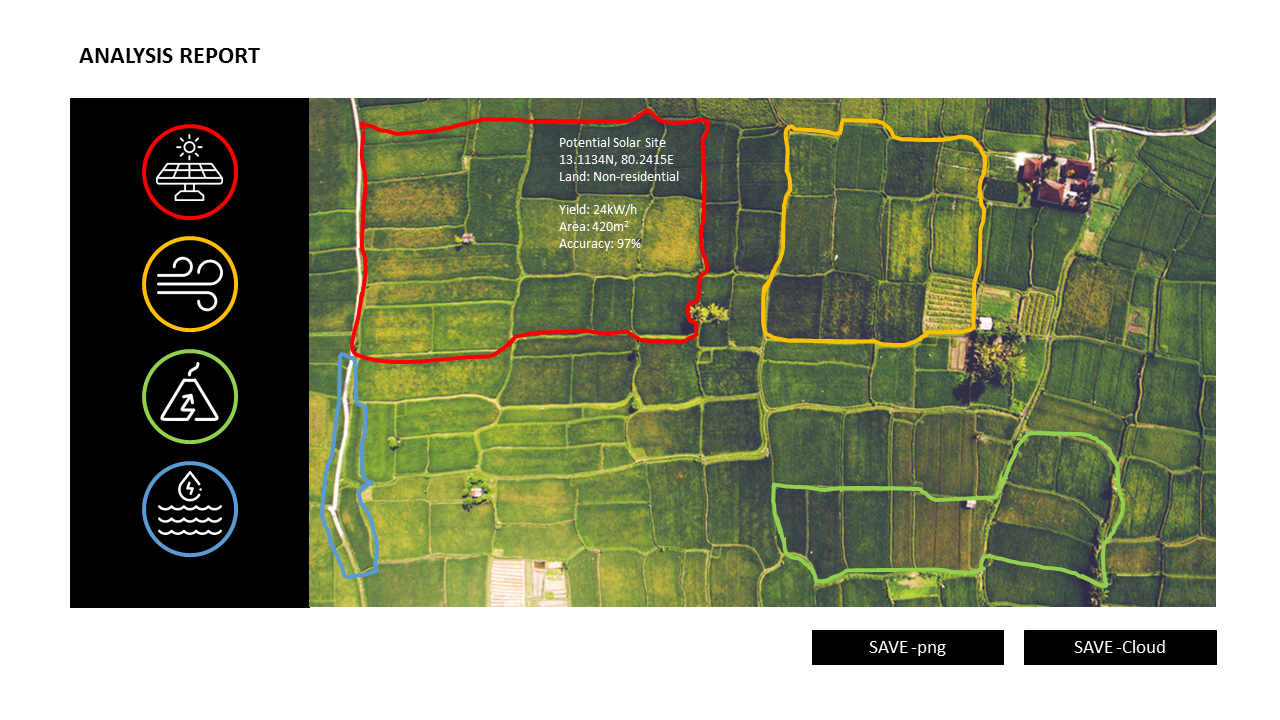 ANALYSIS REPORT
Potential Solar Site
13.1134N, 80.2415E
Land: Non-residential
Yield: 24kW/h
Area: 420m²
Accuracy: 97%
SAVE -png
SAVE -Cloud